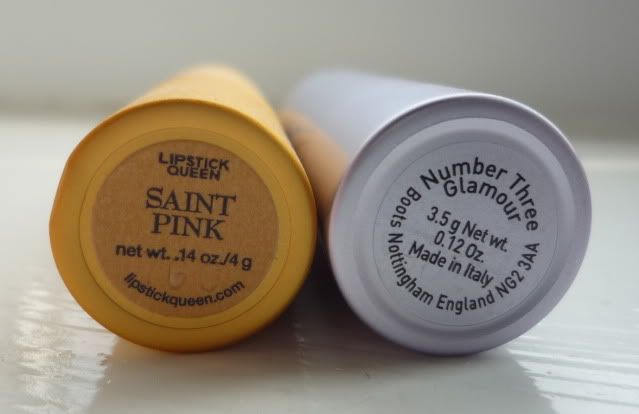 LIPSTICK
QUEEN
SAINT
PINK
net wt. .14 oz./4 g
lipstickqueen.com
Number Three
Glamour
3.5 g Net wt.
0.12 Oz.
Made in Italy
Boots Nottingham England NG2 3AA